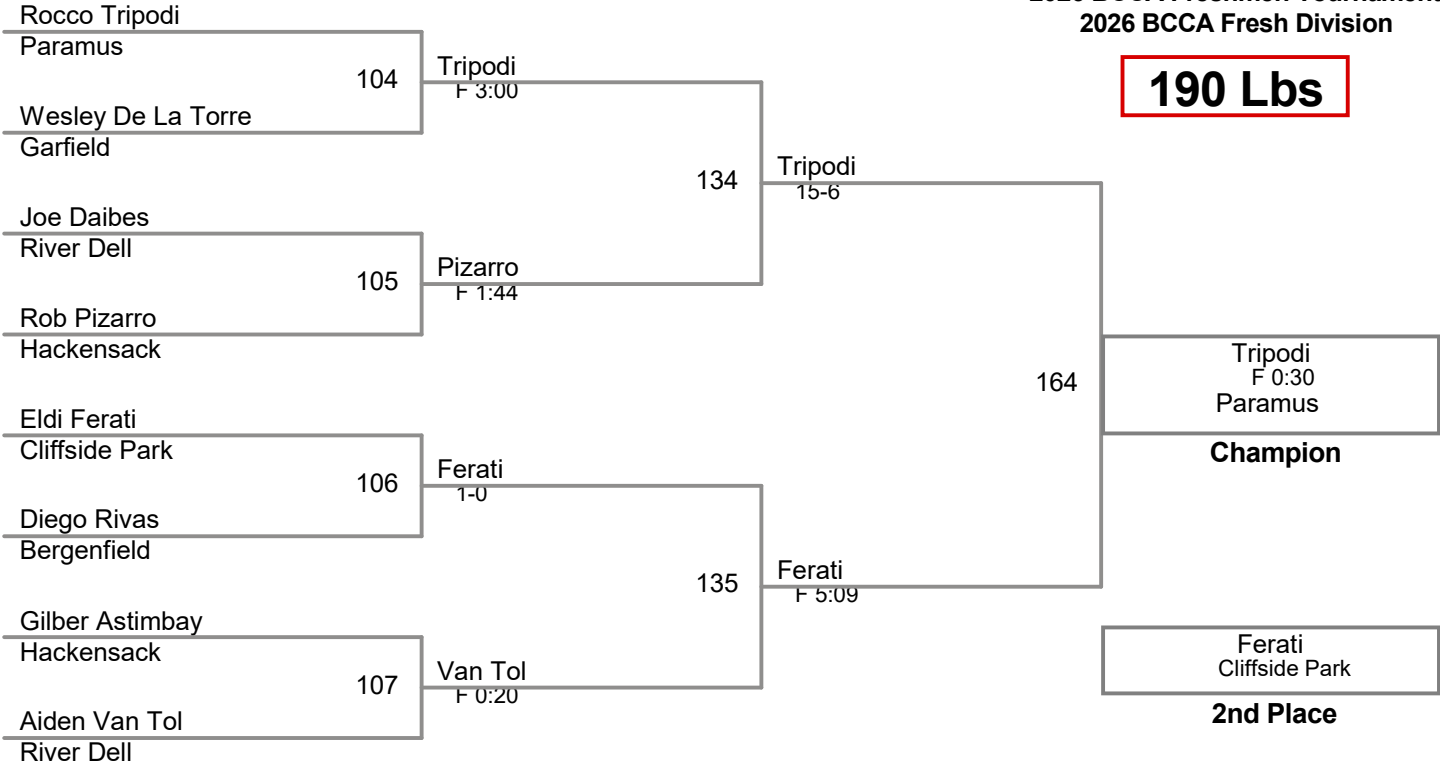 2026 BCCA Fresh Division
190 Lbs
Rocco Tripodi
Paramus
104
Tripodi
F 3:00
Wesley De La Torre
Garfield
134
Tripodi
15-6
Joe Daibes
River Dell
105
Pizarro
F 1:44
Rob Pizarro
Hackensack
164
Tripodi
F 0:30
Paramus
Champion
Eldi Ferati
Cliffside Park
106
Ferati
1-0
Diego Rivas
Bergenfield
135
Ferati
F 5:09
Gilber Astimbay
Hackensack
107
Van Tol
F 0:20
Aiden Van Tol
River Dell
Ferati
Cliffside Park
2nd Place